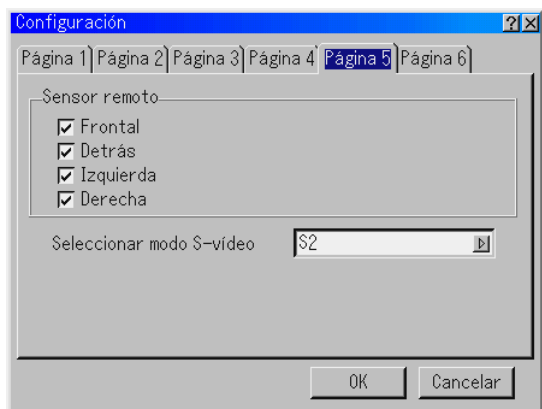 Configuración
Página 1 Página 2 Página 3 Página 4 Página 5 Página 6
Sensor remoto
Frontal
Detrás
Izquierda
Derecha
Seleccionar modo S-vídeo S2
OK Cancelar